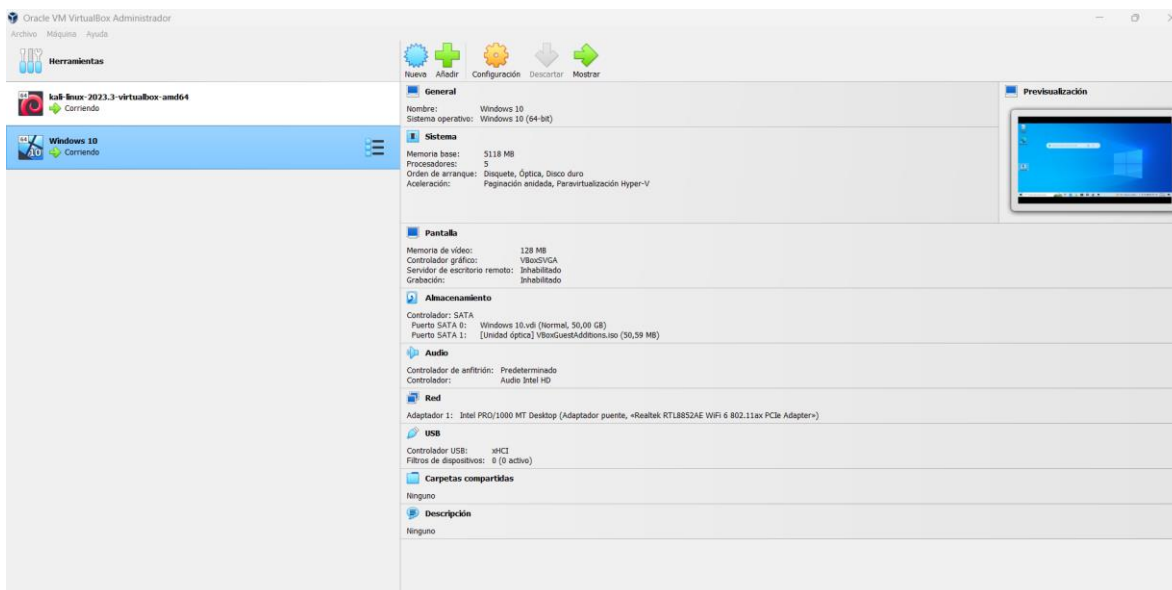 Oracle VM VirtualBox Administrador
Archivo Máquina Ayuda
Herramientas
kali-linux-2023.3-virtualbox-amd64
Corriendo
Windows 10
Corriendo
Nueva Añadir Configuración Descartar Mostrar
General
Nombre: Windows 10
Sistema operativo: Windows 10 (64-bit)
Sistema
Memoria base: 5118 MB
Procesadores: 5
Orden de arranque: Disquete, Óptica, Disco duro
Aceleración: Paginación anidada, Paravirtualización Hyper-V
Previsualización
Pantalla
Memoria de vídeo: 128 MB
Controlador gráfico: VBoxSVGA
Servidor de escritorio remoto: Inhabilitado
Grabación: Inhabilitado
Almacenamiento
Controlador: SATA
Puerto SATA 0: Windows 10.vdi (Normal, 50,00 GB)
Puerto SATA 1: [Unidad óptica] VBoxGuestAdditions.iso (50,59 MB)
Audio
Controlador de anfitrión: Predeterminado
Controlador: Audio Intel HD
Red
Adaptador 1: Intel PRO/1000 MT Desktop (Adaptador puente, «Realtek RTL8852AE WiFi 6 802.11ax PCIe Adapter»)
USB
Controlador USB: xHCI
Filtros de dispositivos: 0 (0 activo)
Carpetas compartidas
Ninguno
Descripción
Ninguno